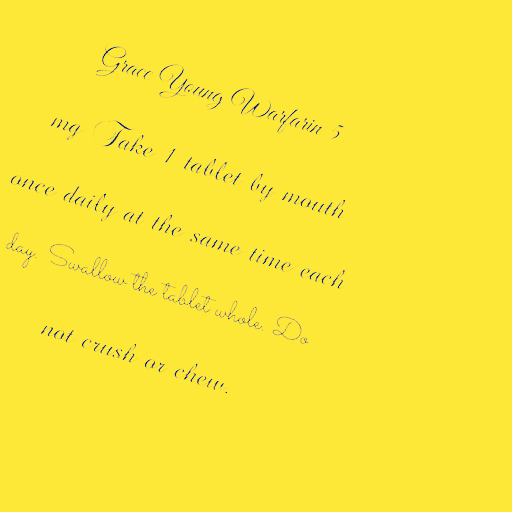 Grace Young Warfarin 5
mg Take 1 tablet by mouth
once daily at the same time each
day. Swallow the tablet whole. Do
not crush or chew.